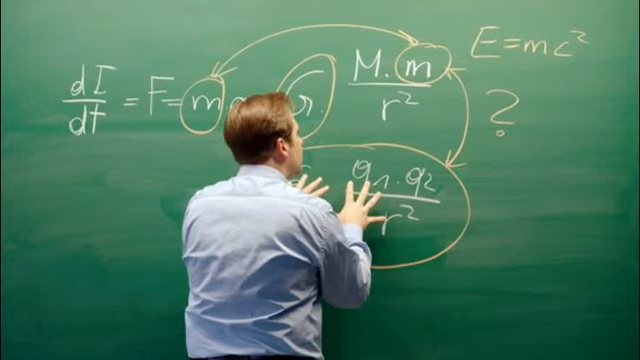 dI/dt = F = m M.m/r² E=mc²
?
q₁.q₂/r²